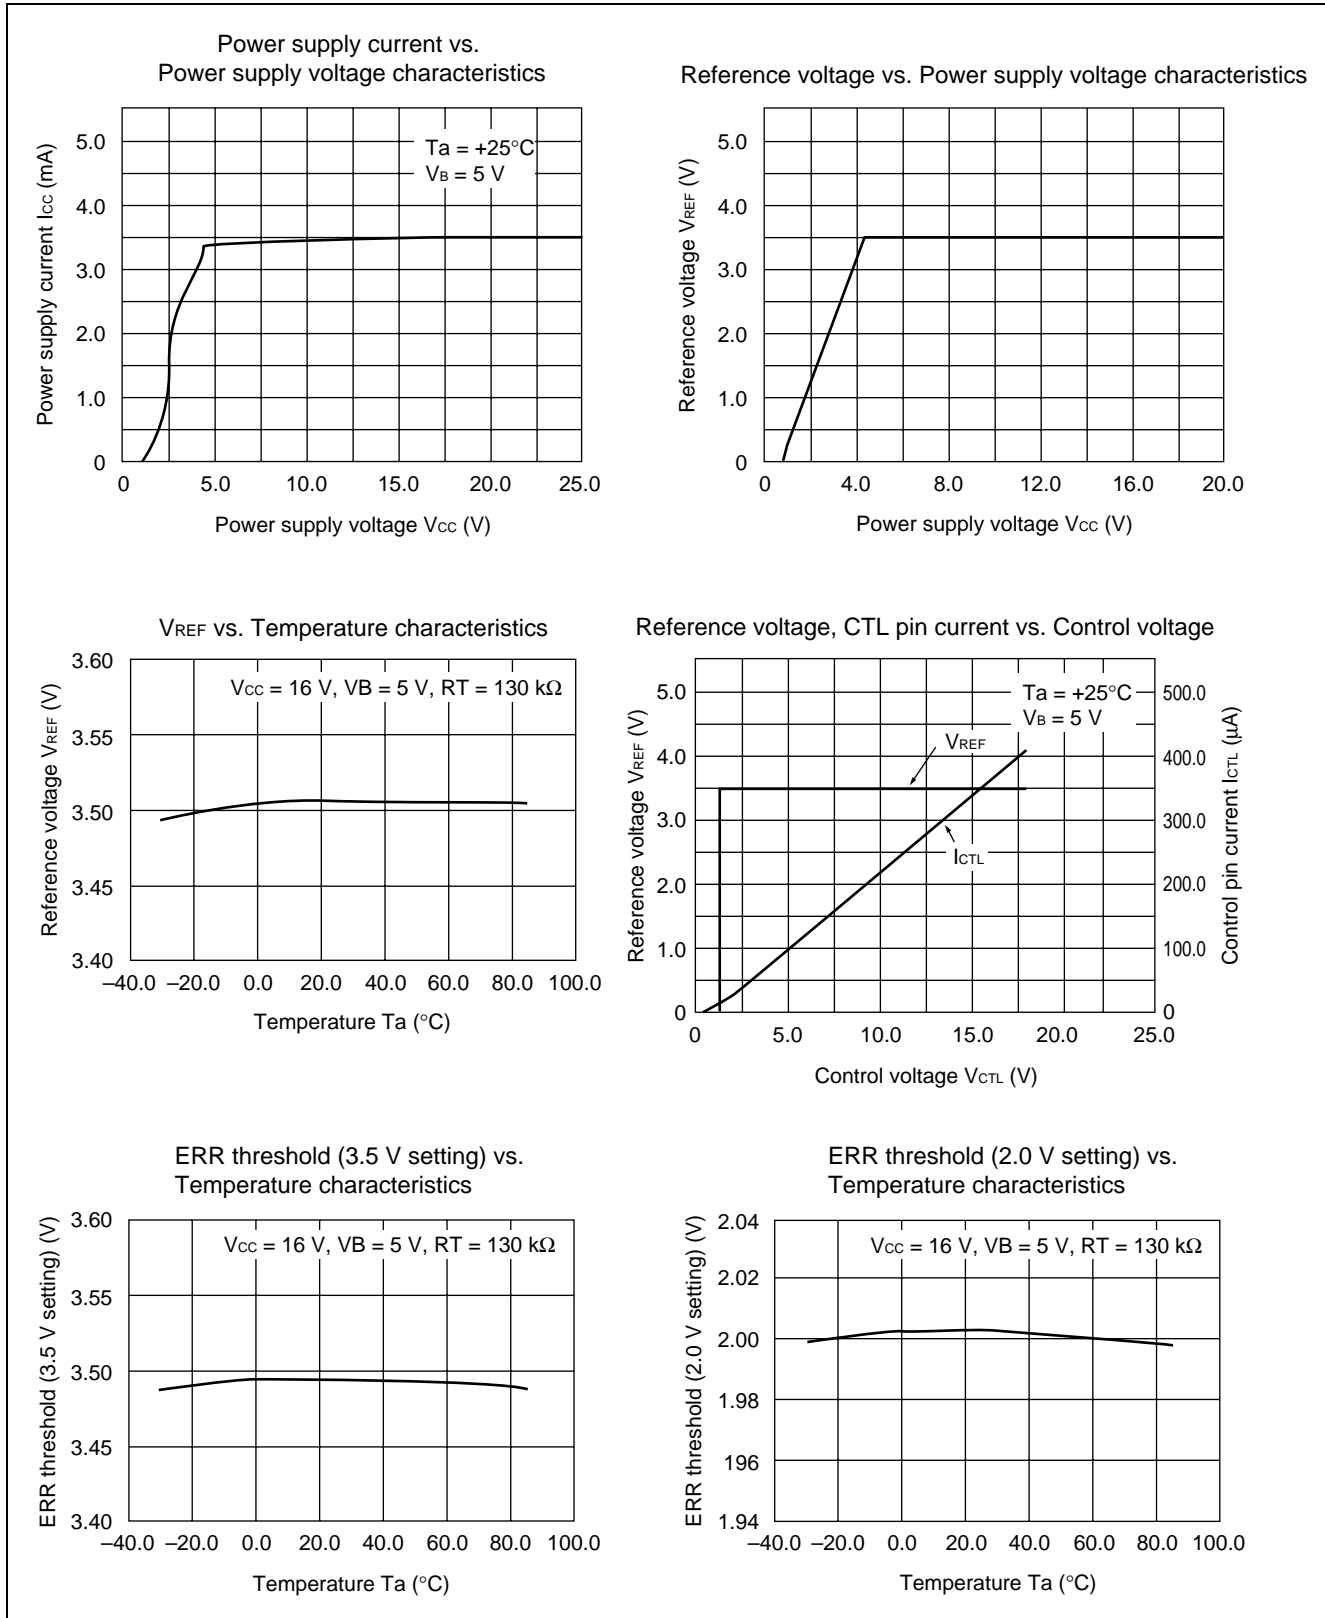 Power supply current vs.
Power supply voltage characteristics
Power supply current ICC (mA)
5.0
4.0
3.0
2.0
1.0
0
Ta = +25°C
VB = 5 V
0 5.0 10.0 15.0 20.0 25.0
Power supply voltage VCC (V)
Reference voltage vs. Power supply voltage characteristics
Reference voltage VREF (V)
5.0
4.0
3.0
2.0
1.0
0
0 4.0 8.0 12.0 16.0 20.0
Power supply voltage VCC (V)
VREF vs. Temperature characteristics
Reference voltage VREF (V)
3.60
3.55
3.50
3.45
3.40
VCC = 16 V, VB = 5 V, RT = 130 kΩ
–40.0 –20.0 0.0 20.0 40.0 60.0 80.0 100.0
Temperature Ta (°C)
Reference voltage, CTL pin current vs. Control voltage
Reference voltage VREF (V)
5.0
4.0
3.0
2.0
1.0
0
Ta = +25°C
VB = 5 V
VREF
ICTL
500.0
400.0
300.0
200.0
100.0
0
Control pin current ICTL (µA)
0 5.0 10.0 15.0 20.0 25.0
Control voltage VCTL (V)
ERR threshold (3.5 V setting) vs.
Temperature characteristics
ERR threshold (3.5 V setting) (V)
3.60
3.55
3.50
3.45
3.40
VCC = 16 V, VB = 5 V, RT = 130 kΩ
–40.0 –20.0 0.0 20.0 40.0 60.0 80.0 100.0
Temperature Ta (°C)
ERR threshold (2.0 V setting) vs.
Temperature characteristics
ERR threshold (2.0 V setting) (V)
2.04
2.02
2.00
1.98
196
1.94
VCC = 16 V, VB = 5 V, RT = 130 kΩ
–40.0 –20.0 0.0 20.0 40.0 60.0 80.0 100.0
Temperature Ta (°C)